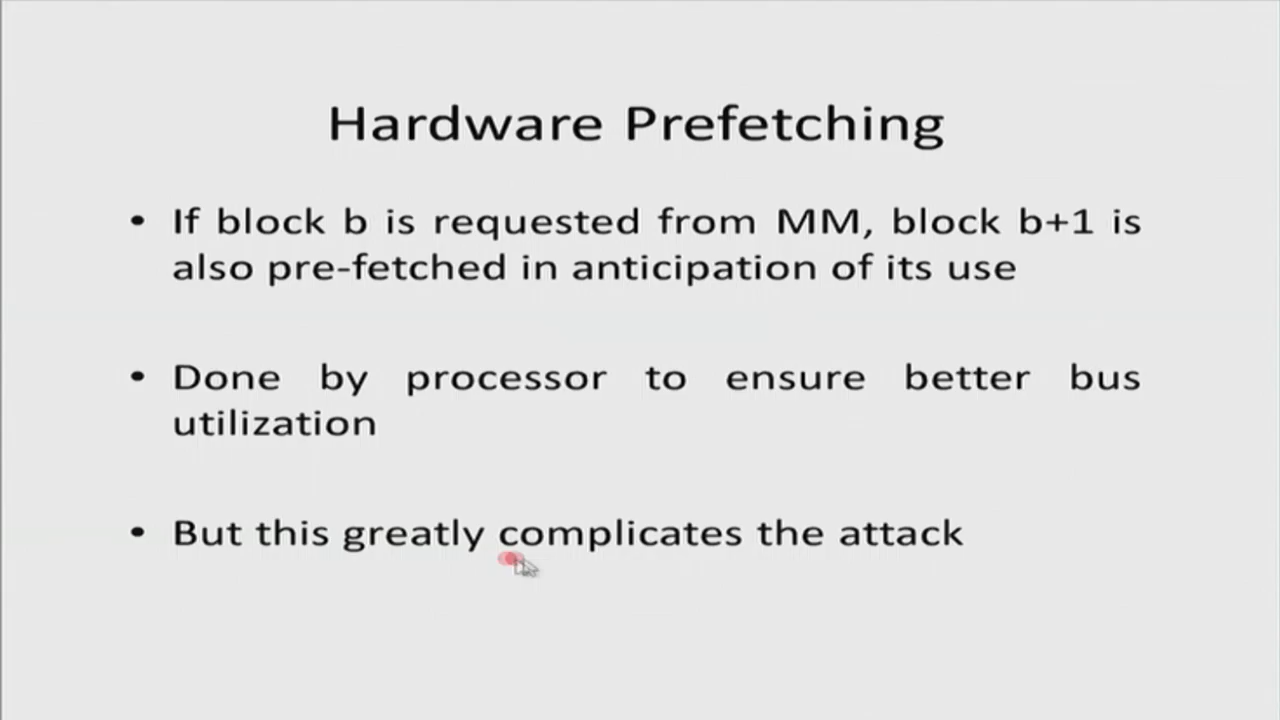 Hardware Prefetching
• If block b is requested from MM, block b+1 is
also pre-fetched in anticipation of its use
• Done by processor to ensure better bus
utilization
• But this greatly complicates the attack